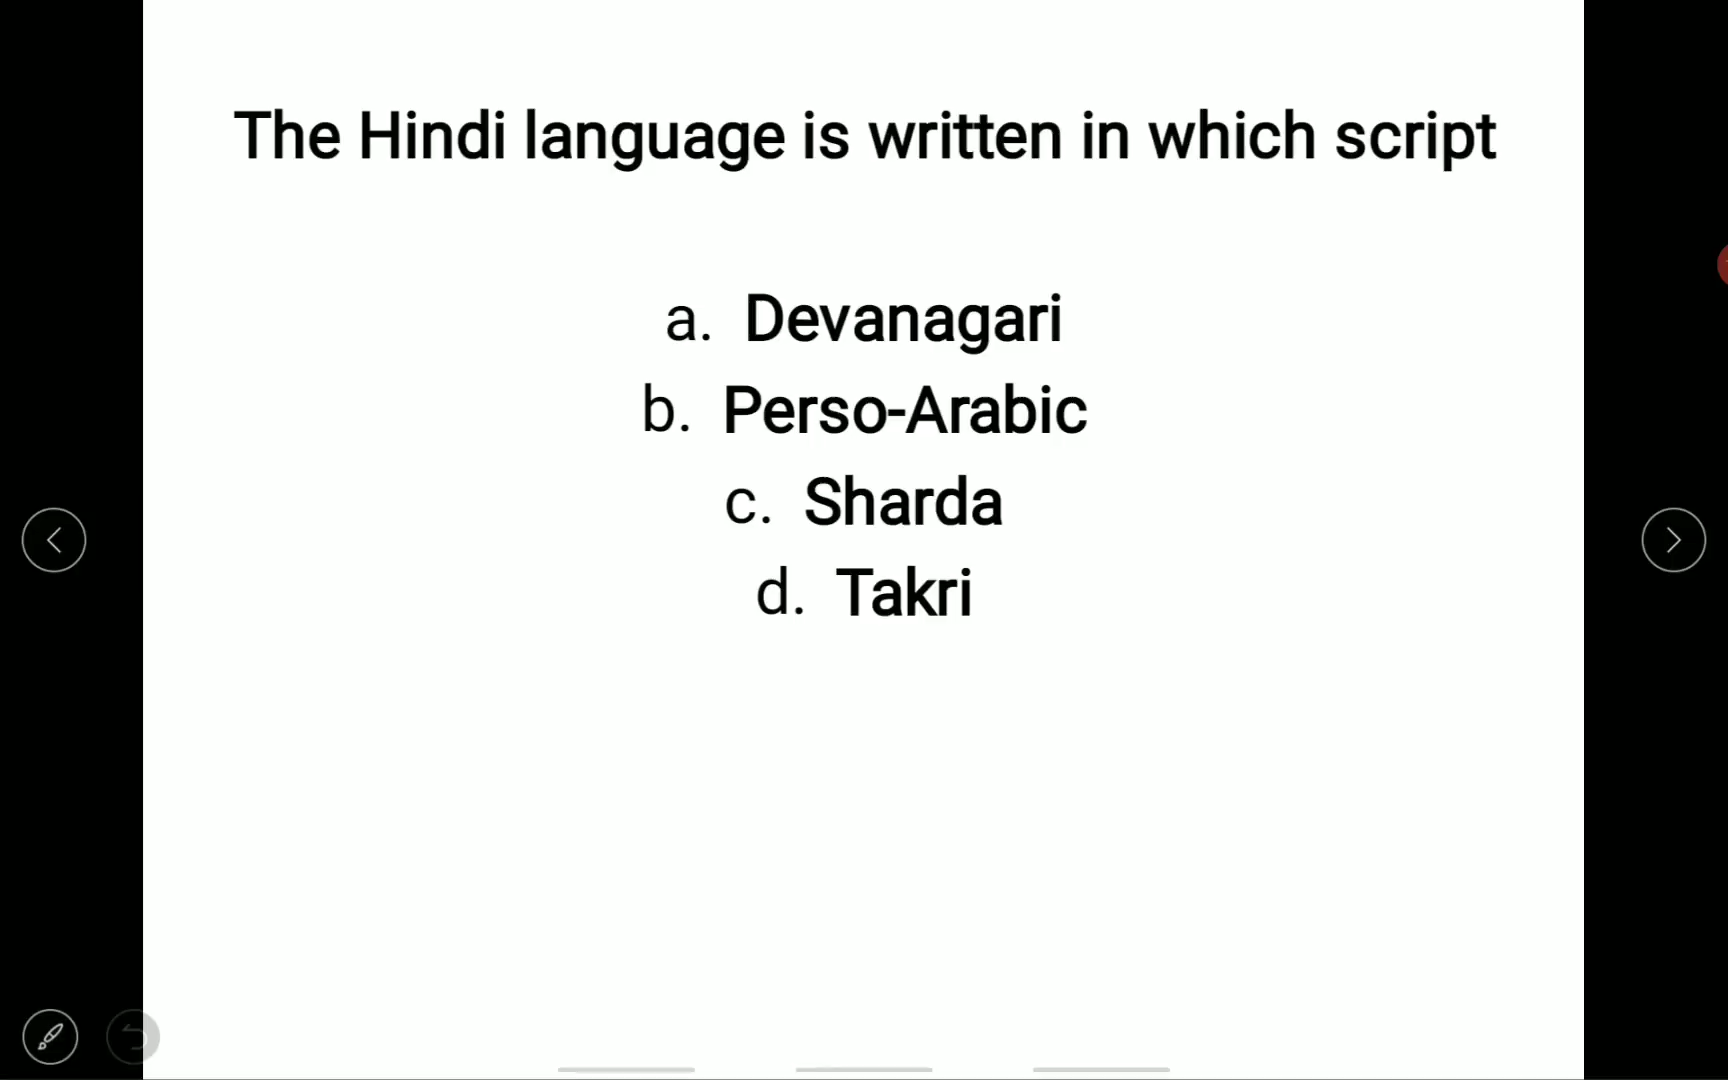 The Hindi language is written in which script
a. Devanagari
b. Perso-Arabic
c. Sharda
d. Takri